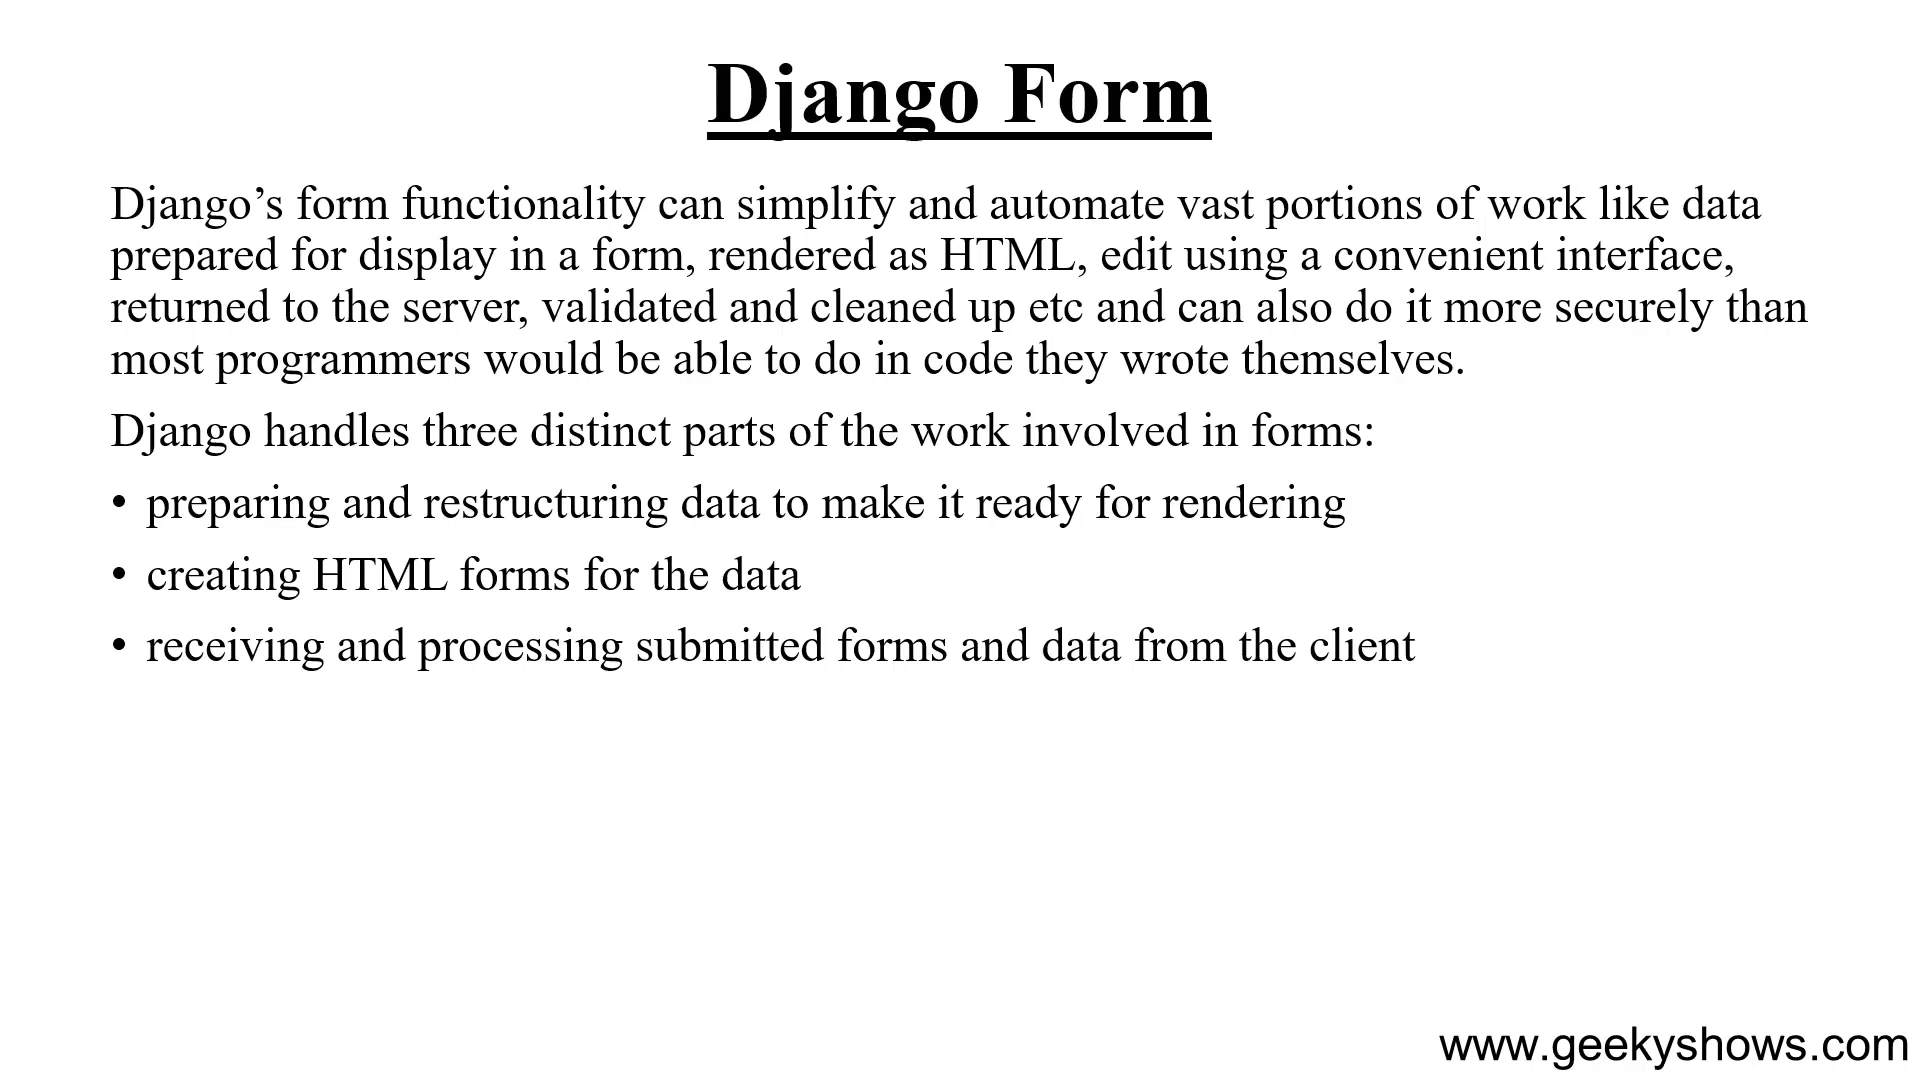 Django Form
Django’s form functionality can simplify and automate vast portions of work like data
prepared for display in a form, rendered as HTML, edit using a convenient interface,
returned to the server, validated and cleaned up etc and can also do it more securely than
most programmers would be able to do in code they wrote themselves.
Django handles three distinct parts of the work involved in forms:
• preparing and restructuring data to make it ready for rendering
• creating HTML forms for the data
• receiving and processing submitted forms and data from the client
www.geekyshows.com